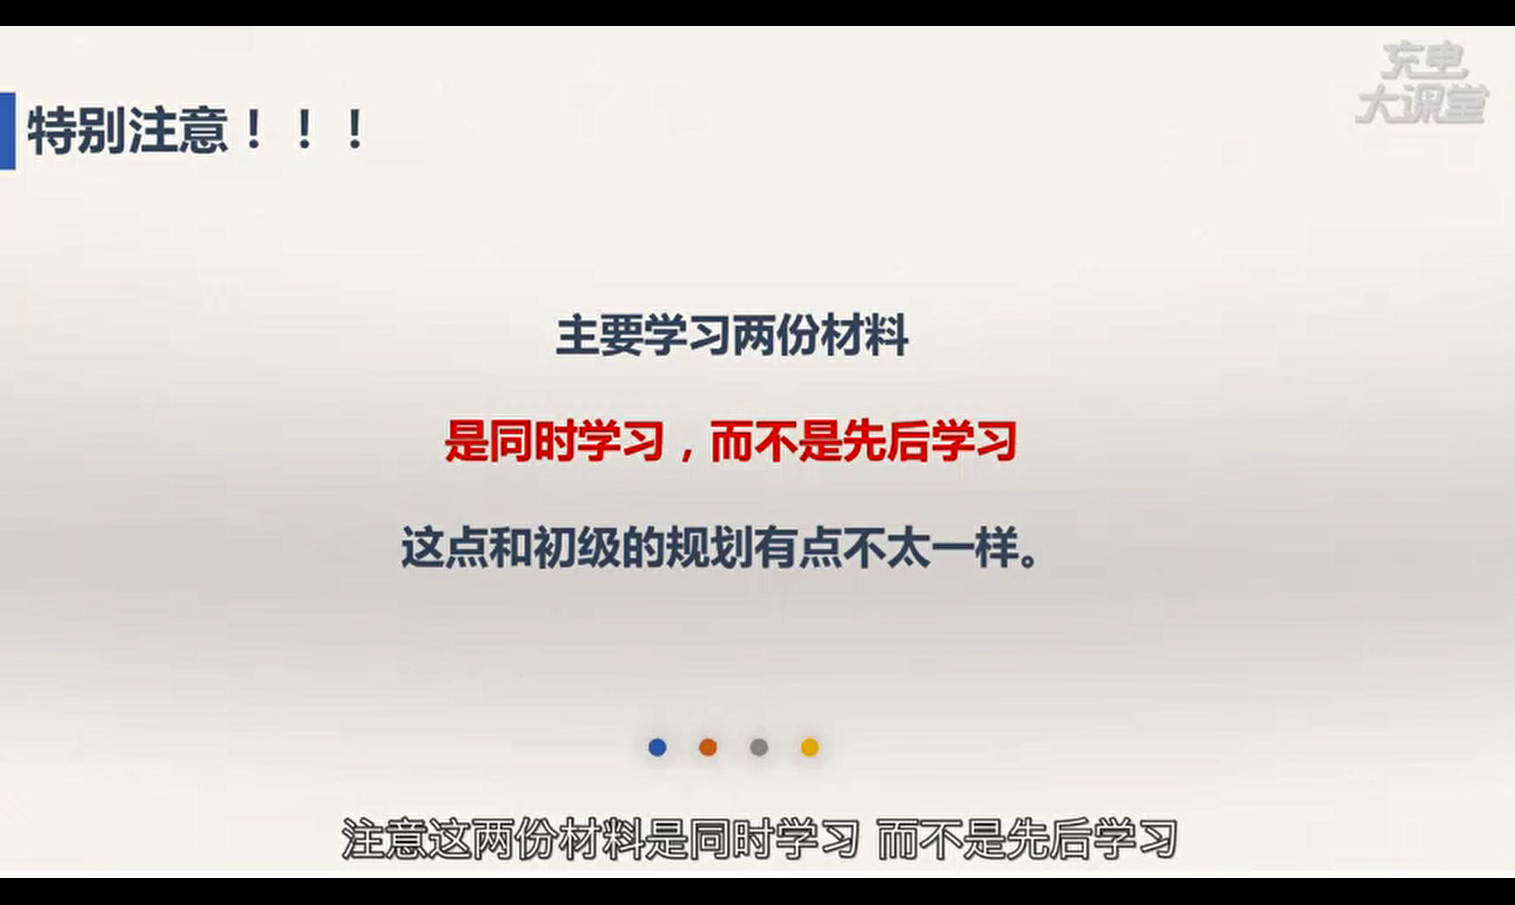 充电
大课堂
特别注意！！！
主要学习两份材料
是同时学习，而不是先后学习
这点和初级的规划有点不太一样。
注意这两份材料是同时学习 而不是先后学习